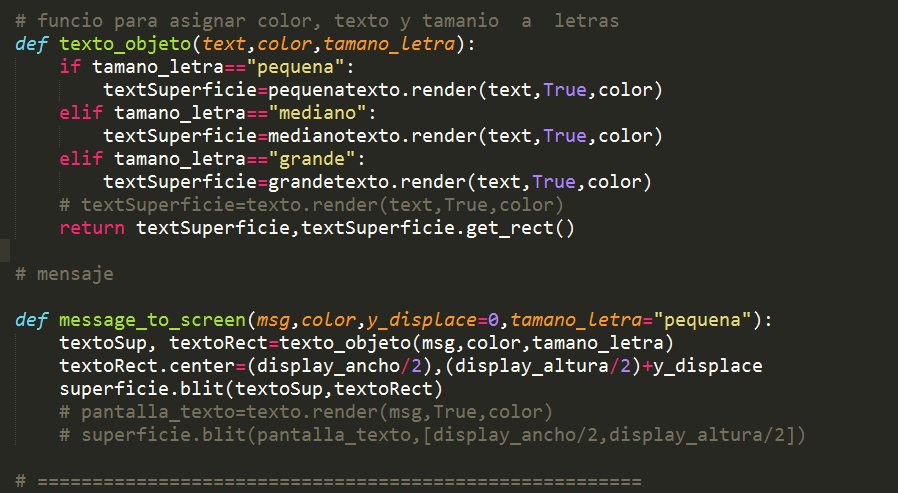 # funcio para asignar color, texto y tamanio  a  letras
def texto_objeto(text,color,tamano_letra):
    if tamano_letra=="pequena":
        textSuperficie=pequenatexto.render(text,True,color)
    elif tamano_letra=="mediano":
        textSuperficie=medianotexto.render(text,True,color)
    elif tamano_letra=="grande":
        textSuperficie=grandetexto.render(text,True,color)
    # textSuperficie=texto.render(text,True,color)
    return textSuperficie,textSuperficie.get_rect()
# mensaje
def message_to_screen(msg,color,y_displace=0,tamano_letra="pequena"):
    textoSup, textoRect=texto_objeto(msg,color,tamano_letra)
    textoRect.center=(display_ancho/2),(display_altura/2)+y_displace
    superficie.blit(textoSup,textoRect)
    # pantalla_texto=texto.render(msg,True,color)
    # superficie.blit(pantalla_texto,[display_ancho/2,display_altura/2])
# =======================================================